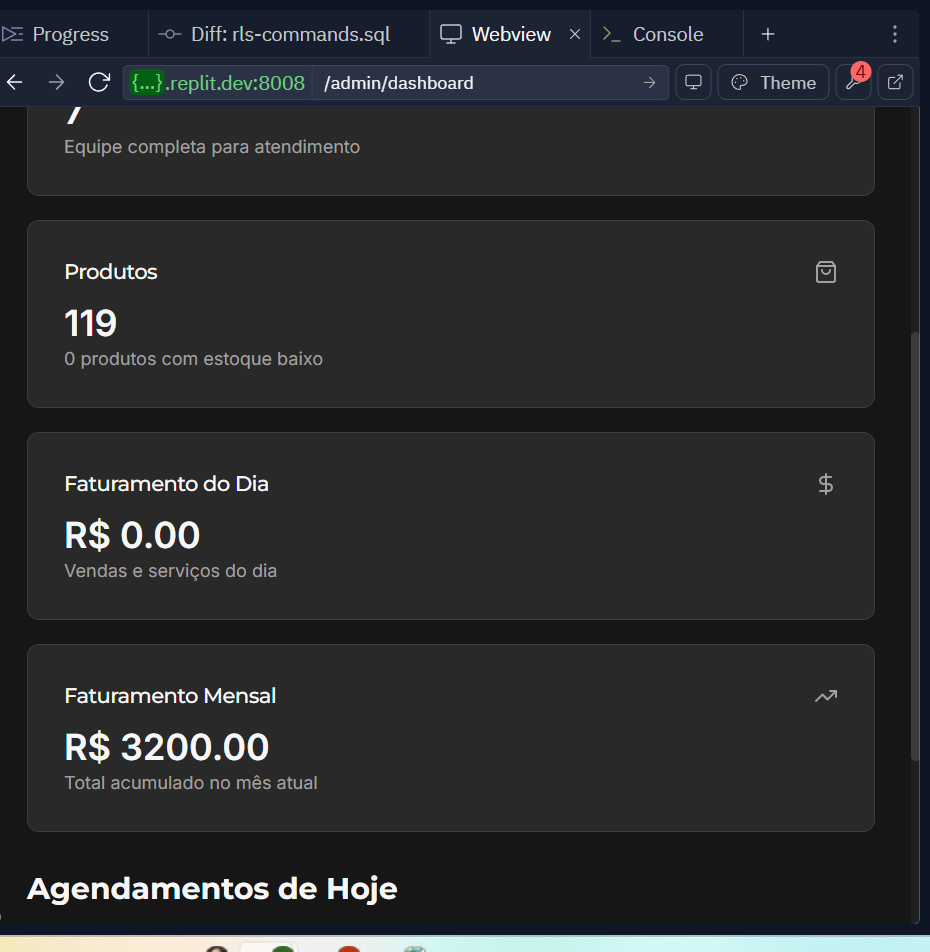 Progress
Diff: rls-commands.sql
Webview
Console
{...}.replit.dev:8008
/admin/dashboard
Theme
4
7
Equipe completa para atendimento
Produtos
119
0 produtos com estoque baixo
Faturamento do Dia
R$ 0.00
Vendas e serviços do dia
Faturamento Mensal
R$ 3200.00
Total acumulado no mês atual
Agendamentos de Hoje